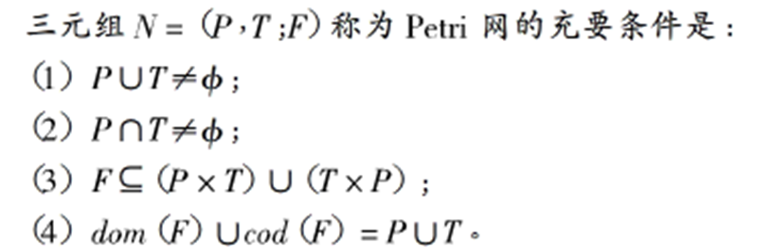 三元组 N = (P,T;F) 称为 Petri 网的充要条件是：
(1) P∪T≠ϕ；
(2) P∩T≠ϕ；
(3) F⊆ (P×T) ∪ (T×P)；
(4) dom (F) ∪cod (F) =P∪T。